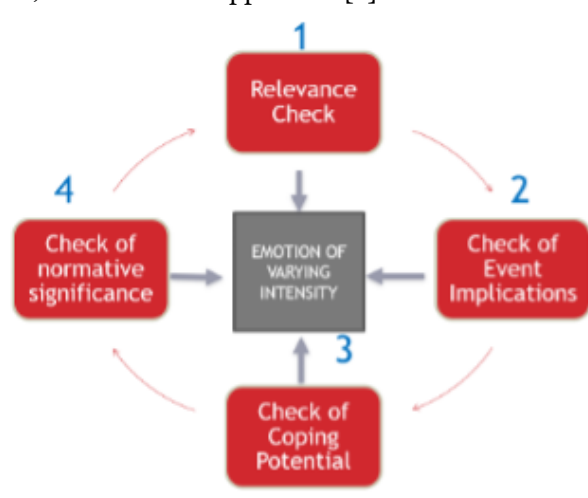 1
Relevance
Check
2
Check of
Event
Implications
3
Check of
Coping
Potential
4
Check of
normative
significance
EMOTION OF
VARYING
INTENSITY